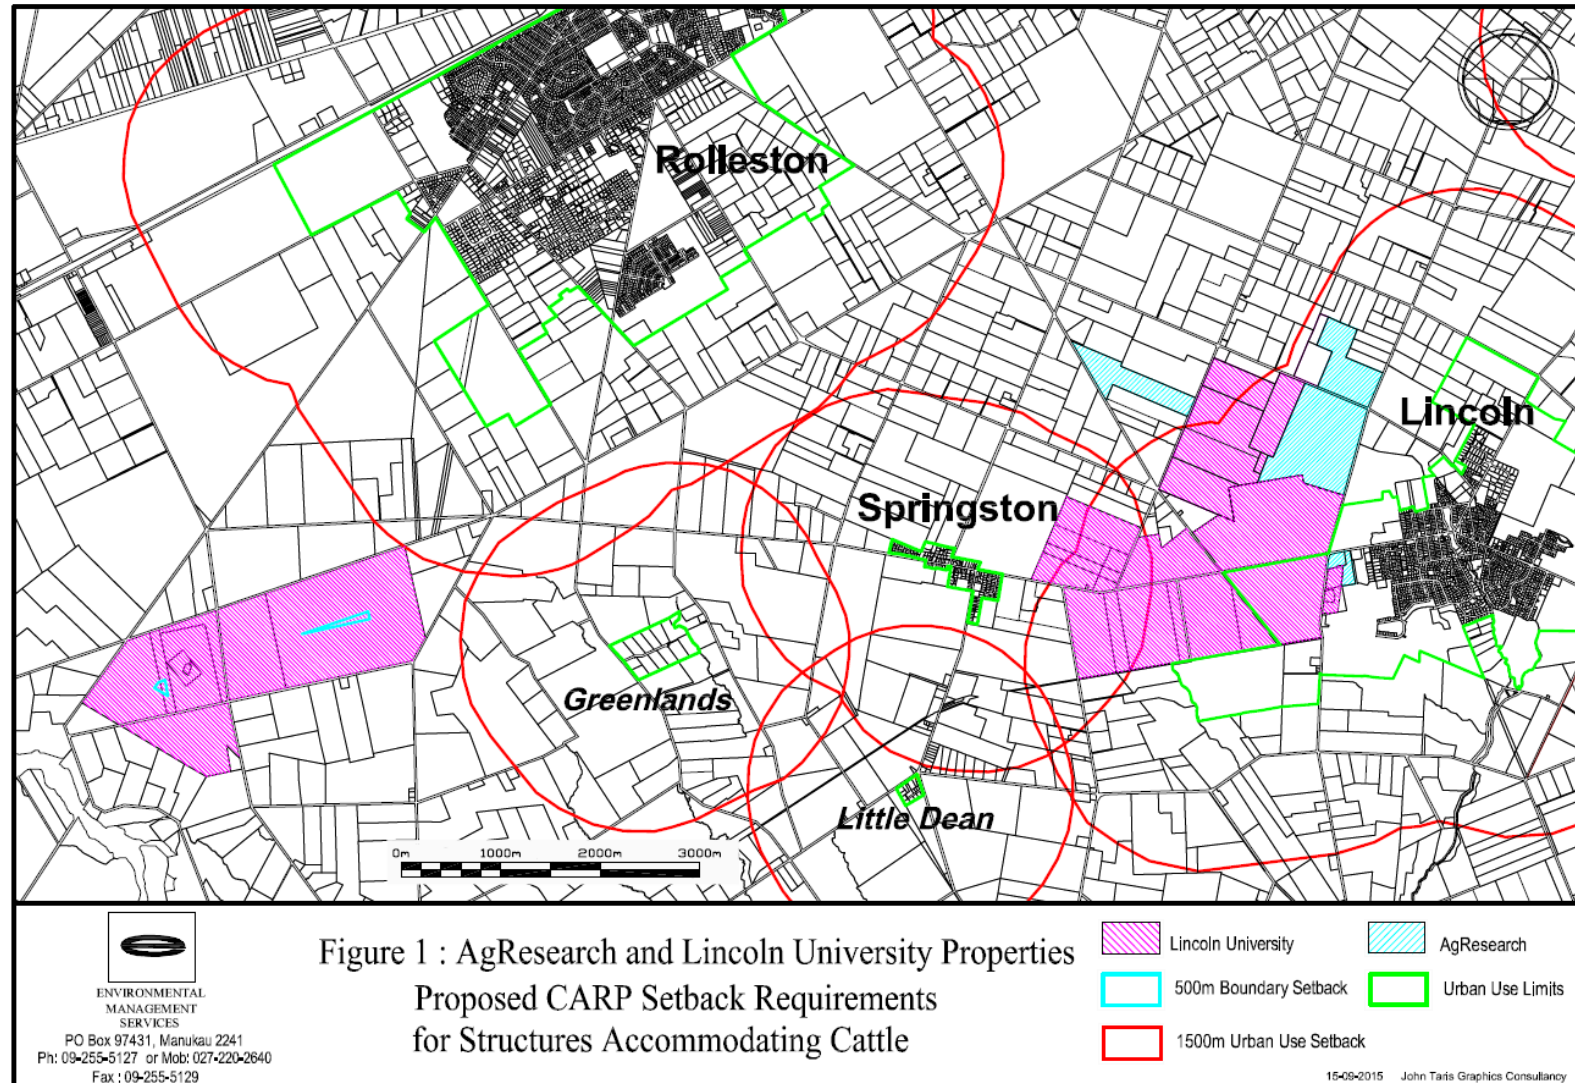 Rolleston
Lincoln
Springston
Greenlands
Little Dean
0m 1000m 2000m 3000m
ENVIRONMENTAL
MANAGEMENT
SERVICES
PO Box 97431, Manukau 2241
Ph: 09-255-5127 or Mob: 027-220-2640
Fax : 09-255-5129
Figure 1 : AgResearch and Lincoln University Properties
Proposed CARP Setback Requirements
for Structures Accommodating Cattle
Lincoln University
AgResearch
500m Boundary Setback
Urban Use Limits
1500m Urban Use Setback
15-09-2015 John Taris Graphics Consultancy